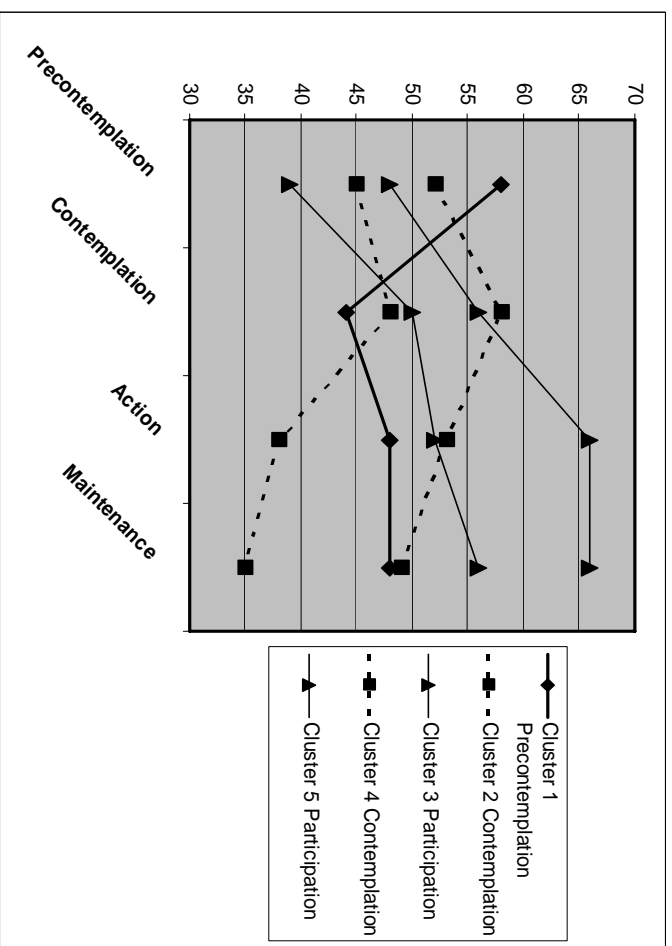 70
65
60
55
50
45
40
35
30
Precontemplation
Contemplation
Action
Maintenance
Cluster 1
Precontemplation
Cluster 2 Contemplation
Cluster 3 Participation
Cluster 4 Contemplation
Cluster 5 Participation